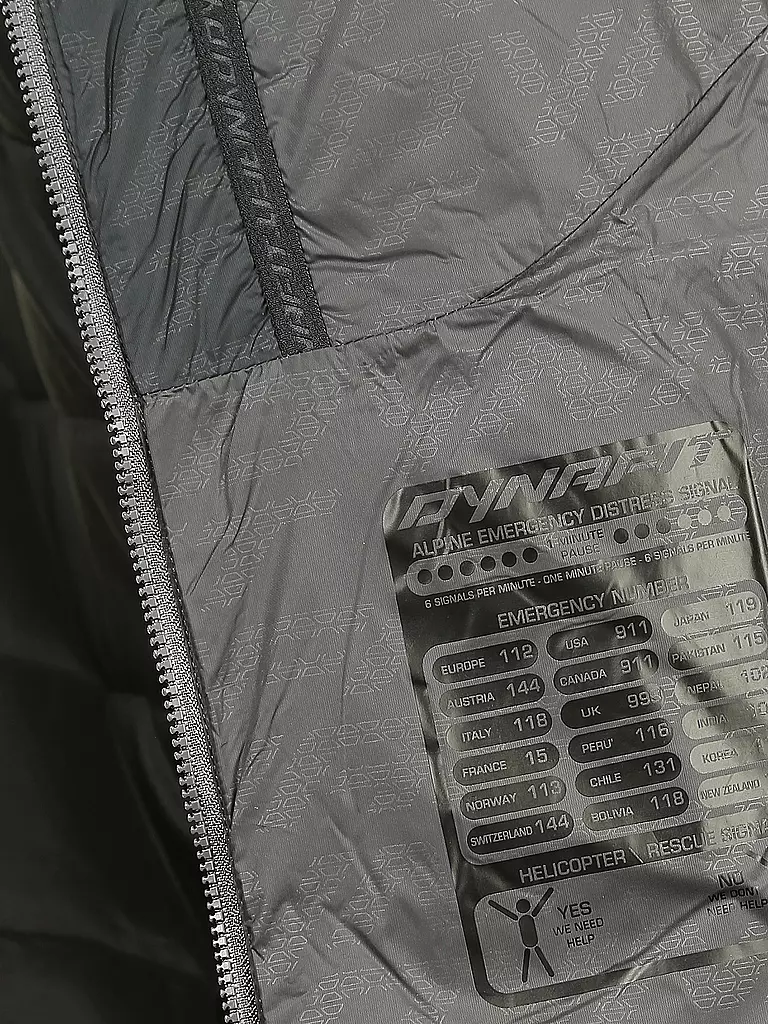 DYNAFIT
DYNAFIT
ALPINE EMERGENCY DISTRESS SIGNAL
1-MINUTE
PAUSE
6 SIGNALS PER MINUTE - ONE MINUTE PAUSE - 6 SIGNALS PER MINUTE
EMERGENCY NUMBER
EUROPE 112 USA 911 JAPAN 119
AUSTRIA 144 CANADA 911 PAKISTAN 115
ITALY 118 UK 999 NEPAL 102
FRANCE 15 PERU' 116 INDIA
NORWAY 113 CHILE 131 KOREA
SWITZERLAND 144 BOLIVIA 118 NEW ZEALAND
HELICOPTER \ RESCUE
YES
WE NEED
HELP
NO
WE DON'T
NEED HELP